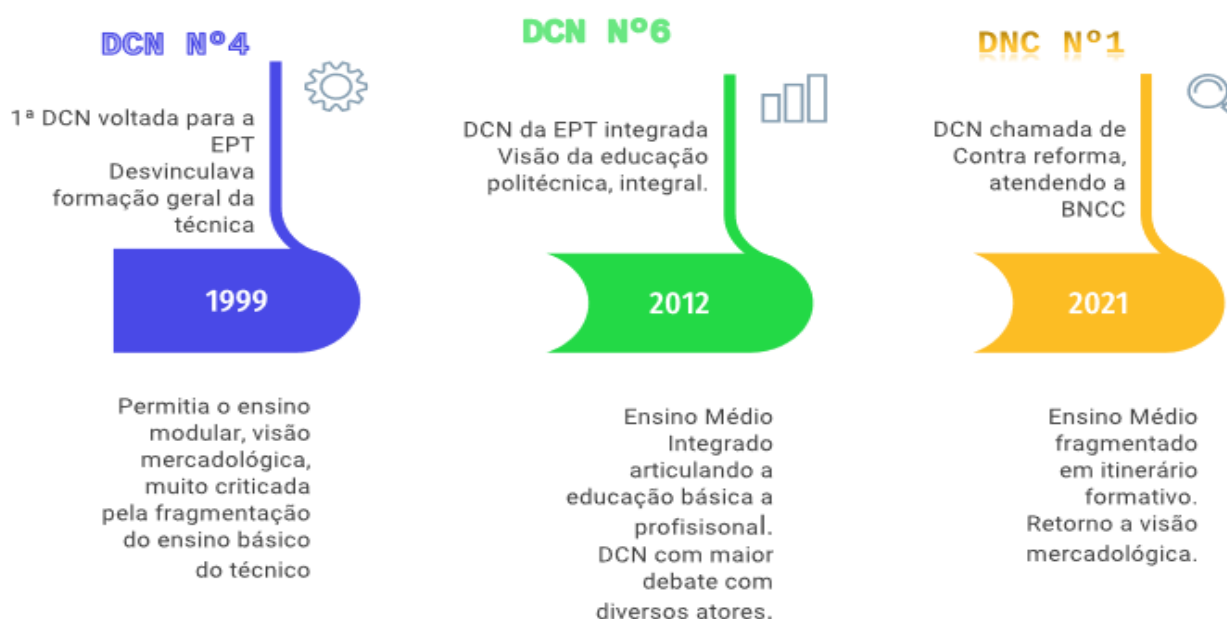 DCN Nº4
1ª DCN voltada para a
EPT
Desvinculava
formação geral da
técnica
1999
Permitia o ensino
modular, visão
mercadológica,
muito criticada
pela fragmentação
do ensino básico
do técnico
DCN Nº6
DCN da EPT integrada
Visão da educação
politécnica, integral.
2012
Ensino Médio
Integrado
articulando a
educação básica a
profisisonal.
DCN com maior
debate com
diversos atores.
DNC Nº1
DCN chamada de
Contra reforma,
atendendo a
BNCC
2021
Ensino Médio
fragmentado
em itinerário
formativo.
Retorno a visão
mercadológica.